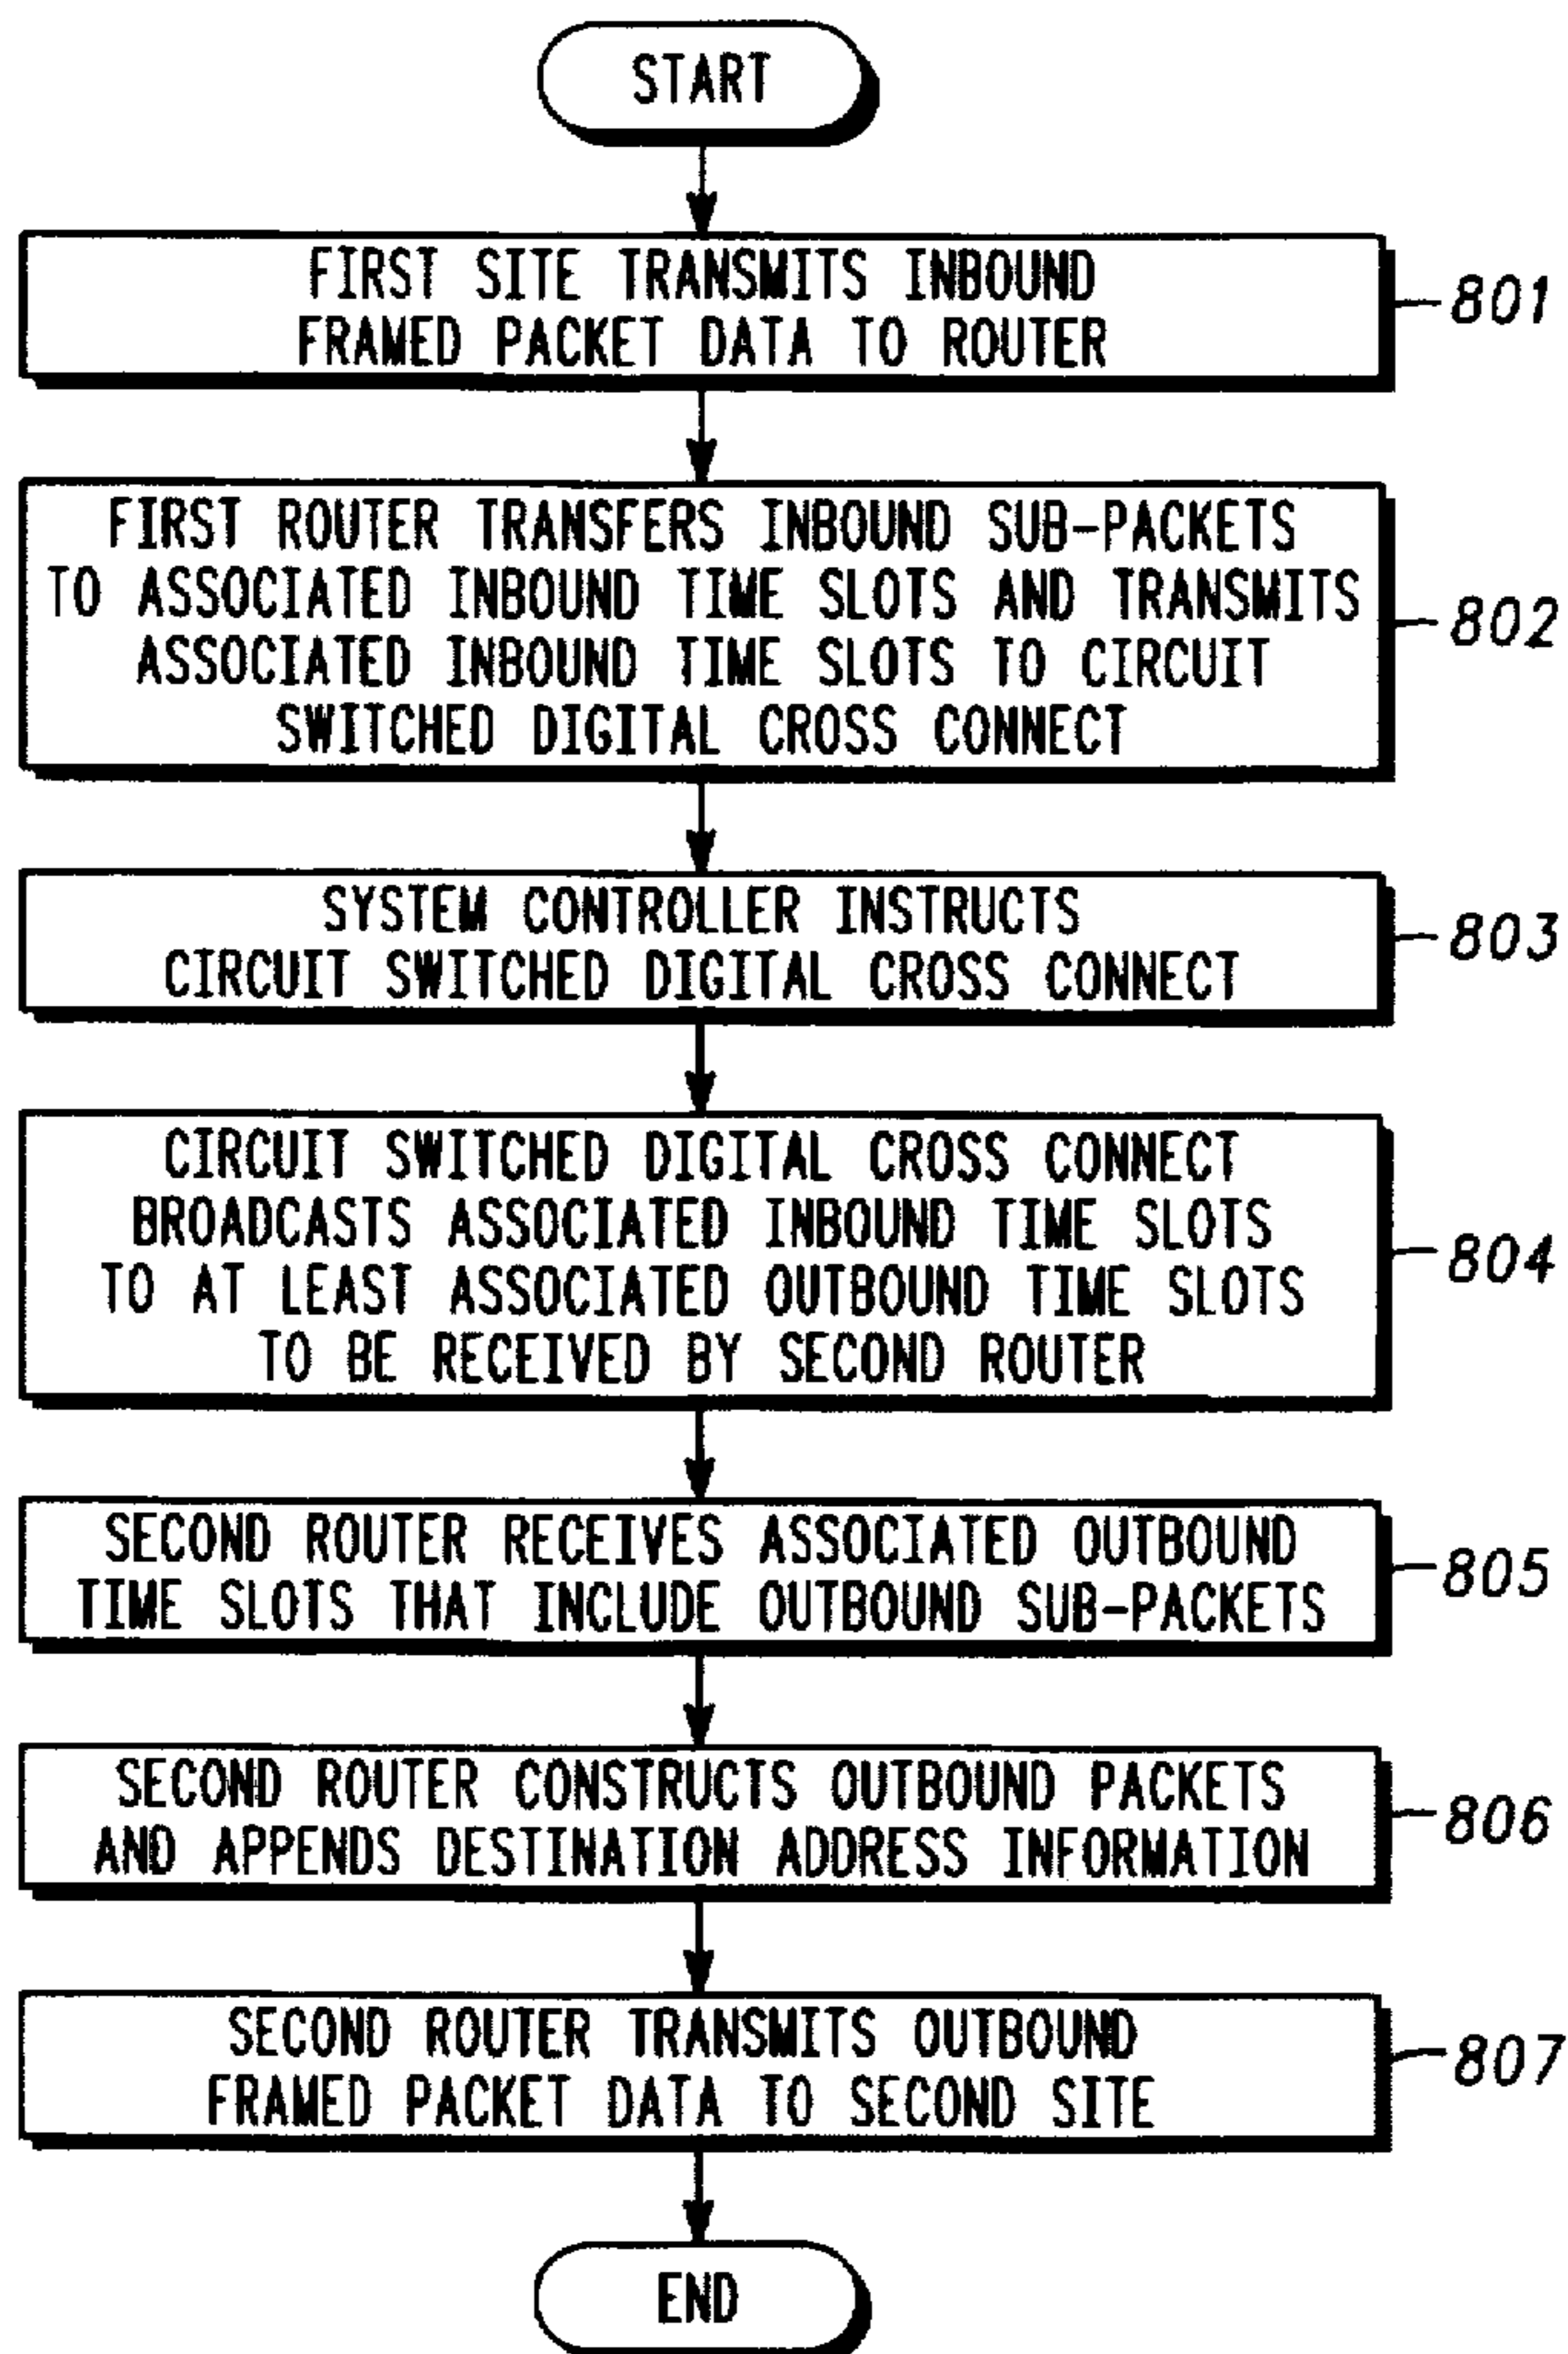 START
FIRST SITE TRANSMITS INBOUND
FRAMED PACKET DATA TO ROUTER
801
FIRST ROUTER TRANSFERS INBOUND SUB-PACKETS
TO ASSOCIATED INBOUND TIME SLOTS AND TRANSMITS
ASSOCIATED INBOUND TIME SLOTS TO CIRCUIT
SWITCHED DIGITAL CROSS CONNECT
802
SYSTEM CONTROLLER INSTRUCTS
CIRCUIT SWITCHED DIGITAL CROSS CONNECT
803
CIRCUIT SWITCHED DIGITAL CROSS CONNECT
BROADCASTS ASSOCIATED INBOUND TIME SLOTS
TO AT LEAST ASSOCIATED OUTBOUND TIME SLOTS
TO BE RECEIVED BY SECOND ROUTER
804
SECOND ROUTER RECEIVES ASSOCIATED OUTBOUND
TIME SLOTS THAT INCLUDE OUTBOUND SUB-PACKETS
805
SECOND ROUTER CONSTRUCTS OUTBOUND PACKETS
AND APPENDS DESTINATION ADDRESS INFORMATION
806
SECOND ROUTER TRANSMITS OUTBOUND
FRAMED PACKET DATA TO SECOND SITE
807
END